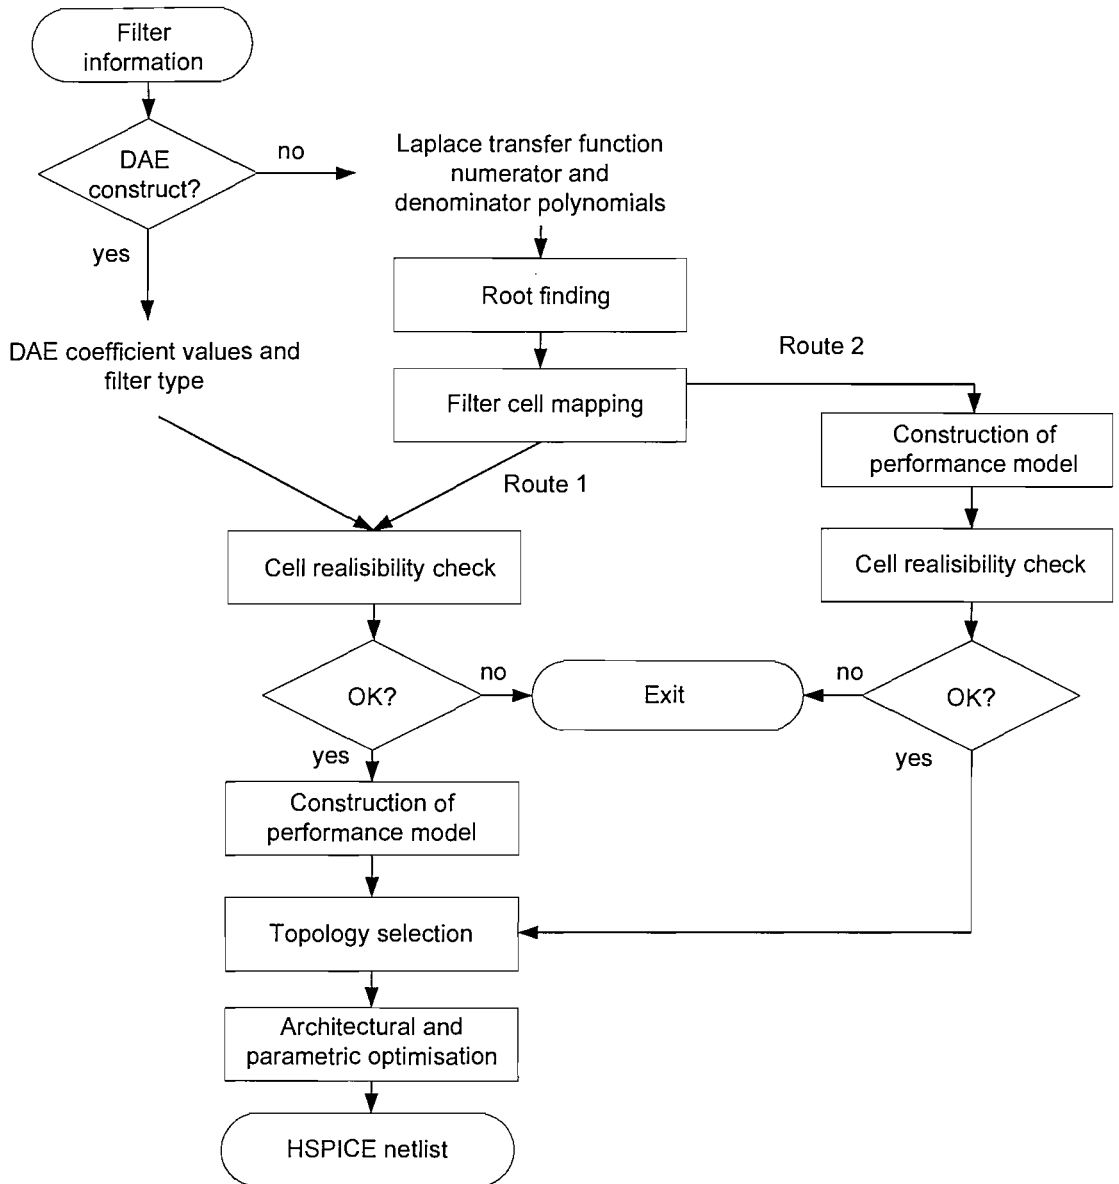 Filter
information
DAE
construct?
no
yes
Laplace transfer function
numerator and
denominator polynomials
Root finding
DAE coefficient values and
filter type
Filter cell mapping
Route 2
Route 1
Construction of
performance model
Cell realisibility check
Cell realisibility check
OK?
no
Exit
no
OK?
yes
yes
Construction of
performance model
Topology selection
Architectural and
parametric optimisation
HSPICE netlist